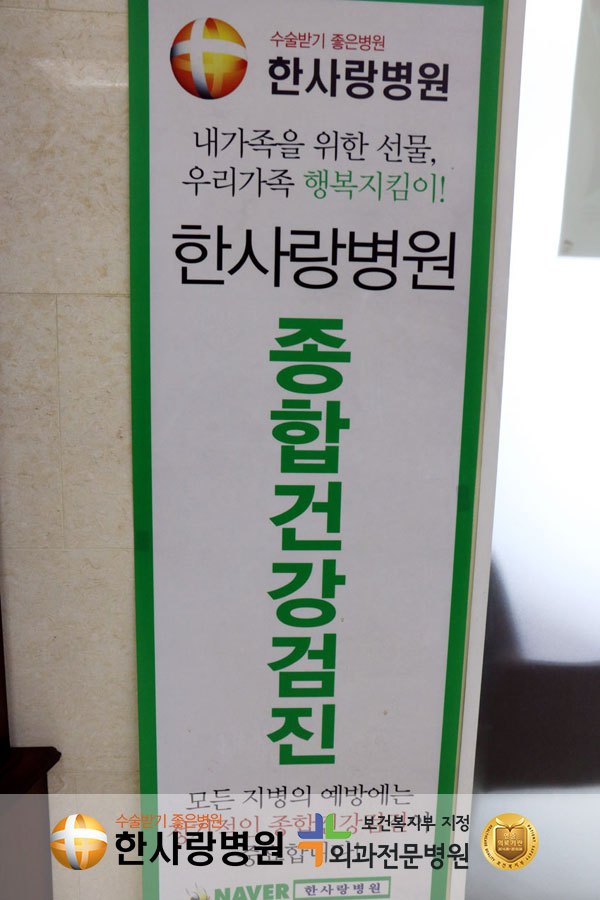 수술받기 좋은병원
한사랑병원
내가족을 위한 선물,
우리가족 행복지킴이!
한사랑병원
종합건강검진
모든 지병의 예방에는
종합
NAVER 한사랑병원
수술받기 좋은병원
한사랑병원
보건복지부 지정
외과전문병원